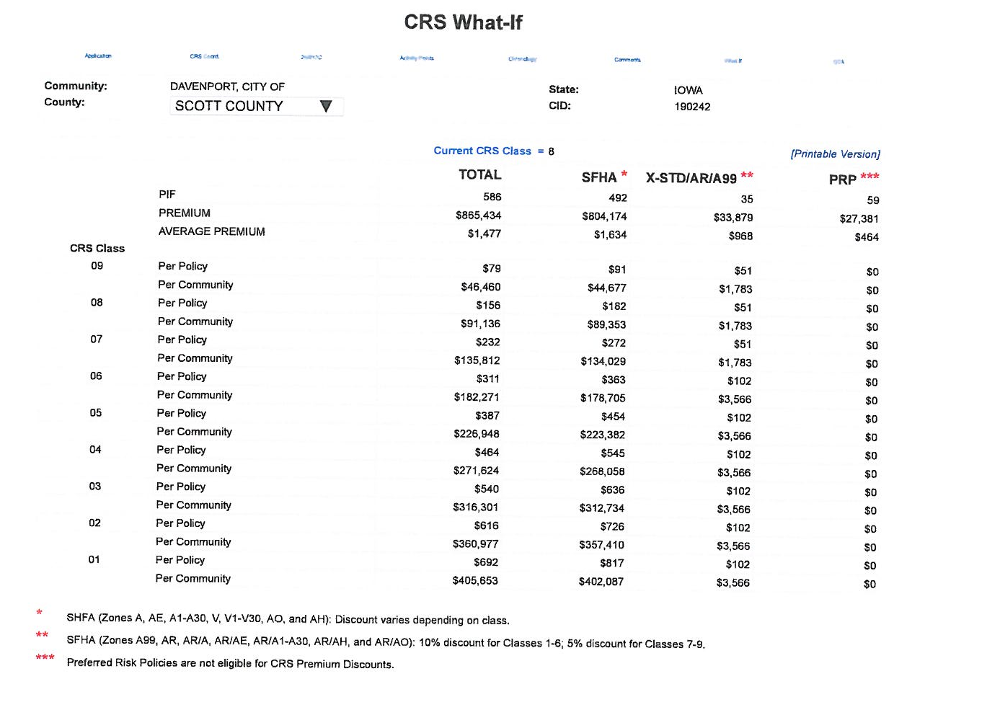 CRS What-If
Application CRS Coord. Activity Points Chronology Comments What If
Community: DAVENPORT, CITY OF State: IOWA
County: SCOTT COUNTY CID: 190242
Current CRS Class = 8 [Printable Version]
TOTAL SFHA * X-STD/AR/A99 ** PRP ***
PIF 586 492 35 59
PREMIUM $865,434 $804,174 $33,879 $27,381
AVERAGE PREMIUM $1,477 $1,634 $968 $464
CRS Class
09 Per Policy $79 $91 $51 $0
Per Community $46,460 $44,677 $1,783 $0
08 Per Policy $156 $182 $51 $0
Per Community $91,136 $89,353 $1,783 $0
07 Per Policy $232 $272 $51 $0
Per Community $135,812 $134,029 $1,783 $0
06 Per Policy $311 $363 $102 $0
Per Community $182,271 $178,705 $3,566 $0
05 Per Policy $387 $454 $102 $0
Per Community $226,948 $223,382 $3,566 $0
04 Per Policy $464 $545 $102 $0
Per Community $271,624 $268,058 $3,566 $0
03 Per Policy $540 $636 $102 $0
Per Community $316,301 $312,734 $3,566 $0
02 Per Policy $616 $726 $102 $0
Per Community $360,977 $357,410 $3,566 $0
01 Per Policy $692 $817 $102 $0
Per Community $405,653 $402,087 $3,566 $0
* SHFA (Zones A, AE, A1-A30, V, V1-V30, AO, and AH): Discount varies depending on class.
** SFHA (Zones A99, AR, AR/A, AR/AE, AR/A1-A30, AR/AH, and AR/AO): 10% discount for Classes 1-6; 5% discount for Classes 7-9.
*** Preferred Risk Policies are not eligible for CRS Premium Discounts.